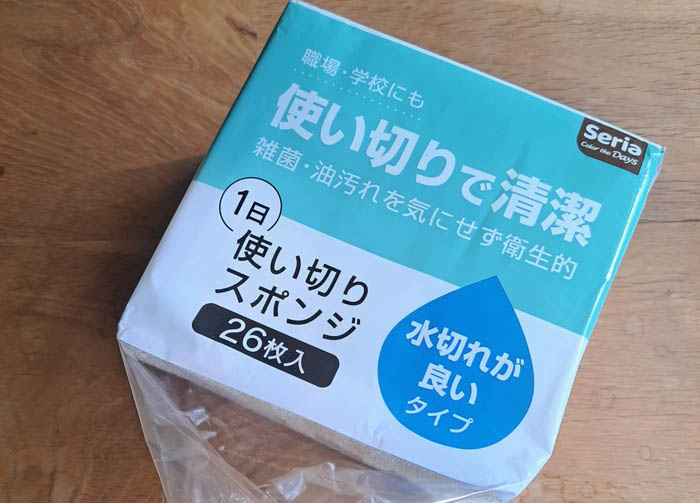 職場・学校にも
使い切りで清潔
雑菌・油汚れを気にせず衛生的
Seria
Color the Days
1日
使い切り
スポンジ
26枚入
水切れが
良い
タイプ